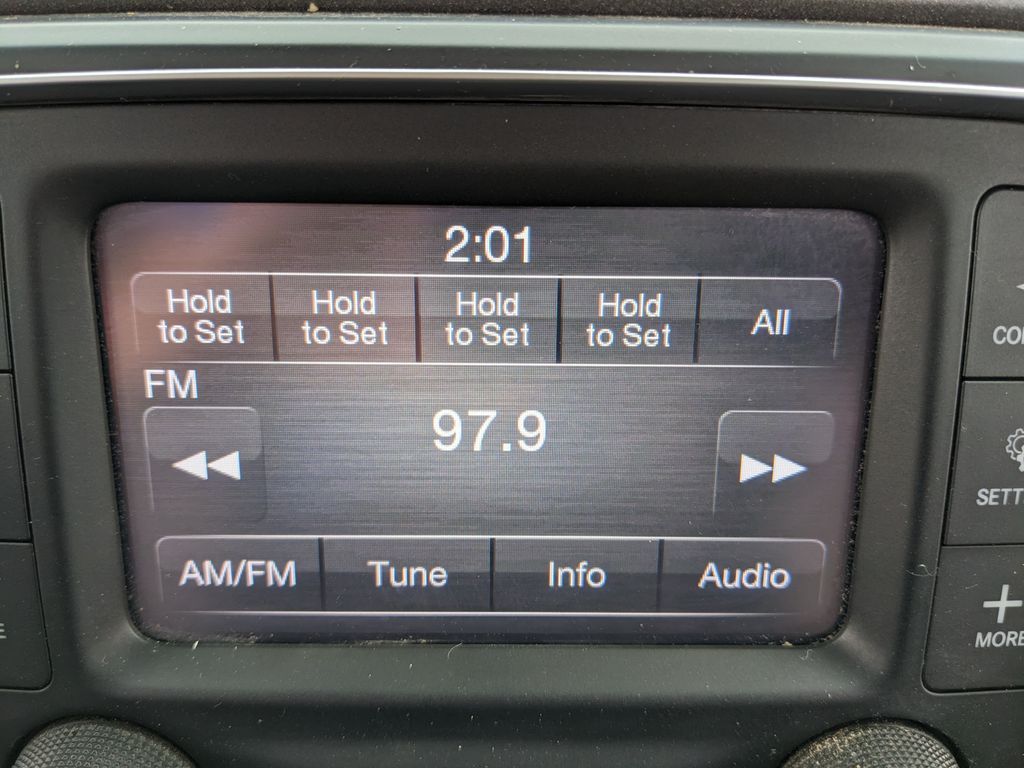 2:01
Hold
to Set
Hold
to Set
Hold
to Set
Hold
to Set
All
FM
97.9
AM/FM
Tune
Info
Audio
MORE